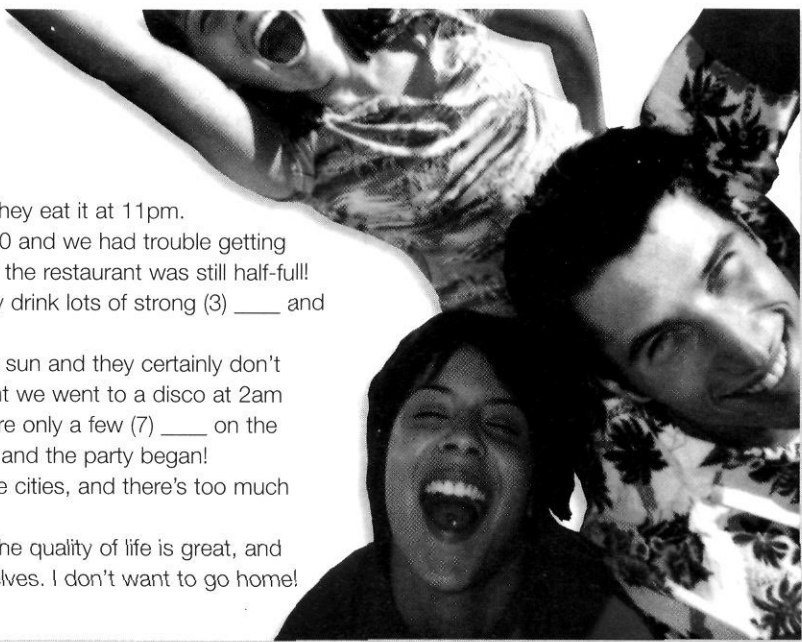 hey eat it at 11pm.
0 and we had trouble getting
the restaurant was still half-full!
y drink lots of strong (3) ____ and
sun and they certainly don't
nt we went to a disco at 2am
re only a few (7) ____ on the
and the party began!
e cities, and there's too much
he quality of life is great, and
lves. I don't want to go home!